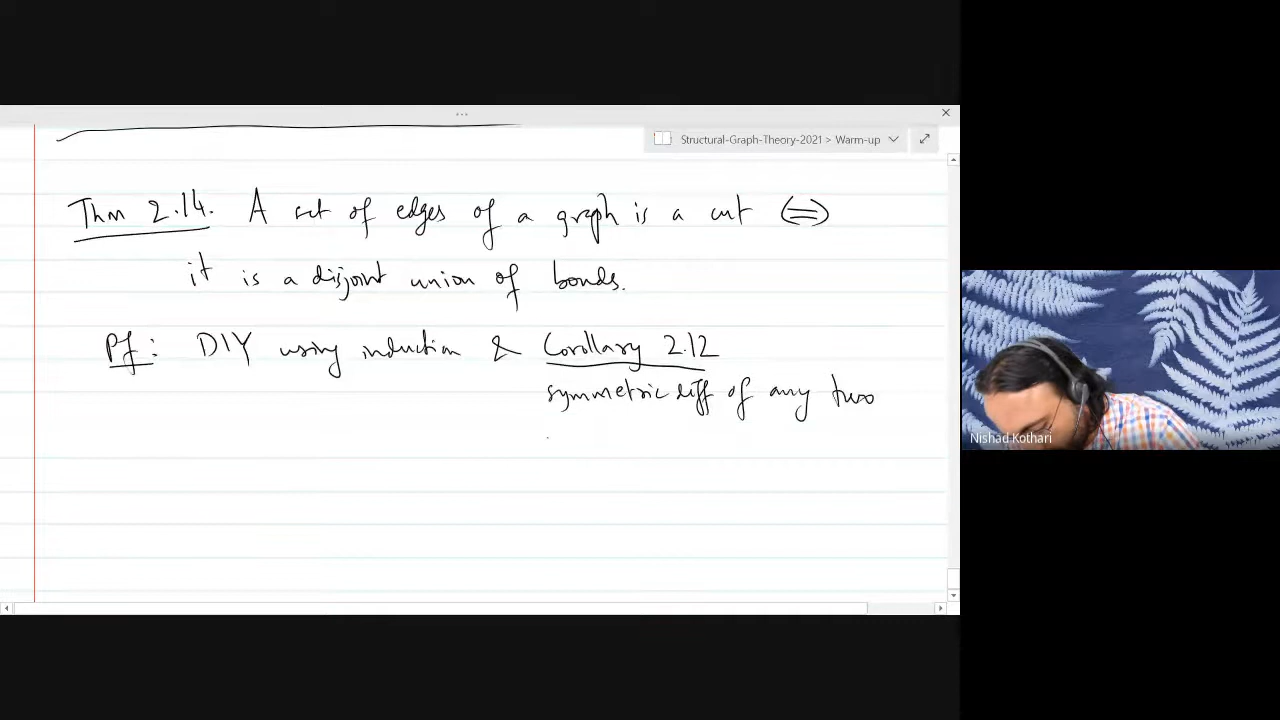 Structural-Graph-Theory-2021 > Warm-up
Thm 2.14. A set of edges of a graph is a cut ⇔
it is a disjoint union of bonds.
Pf: DIY using induction & Corollary 2.12
symmetric diff of any two
Nishad Kothari